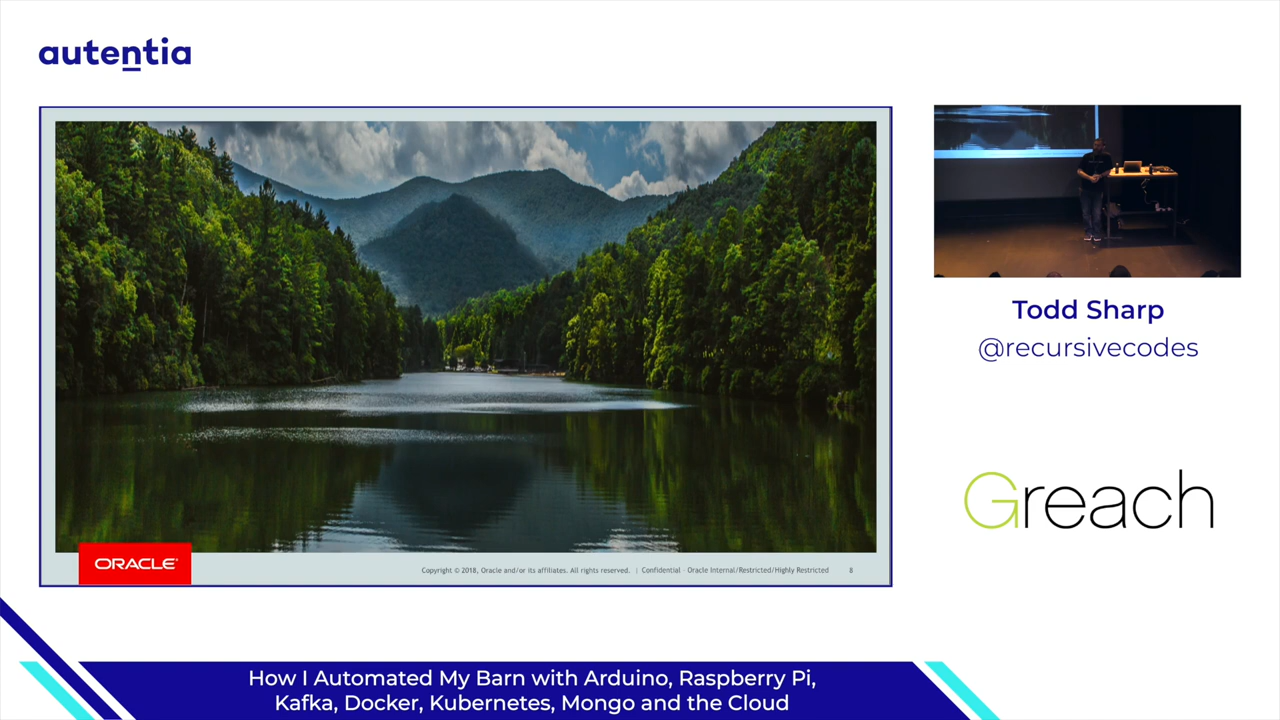 autentia
ORACLE
Copyright © 2018, Oracle and/or its affiliates. All rights reserved. | Confidential – Oracle Internal/Restricted/Highly Restricted 8
Todd Sharp
@recursivecodes
Greach
How I Automated My Barn with Arduino, Raspberry Pi,
Kafka, Docker, Kubernetes, Mongo and the Cloud